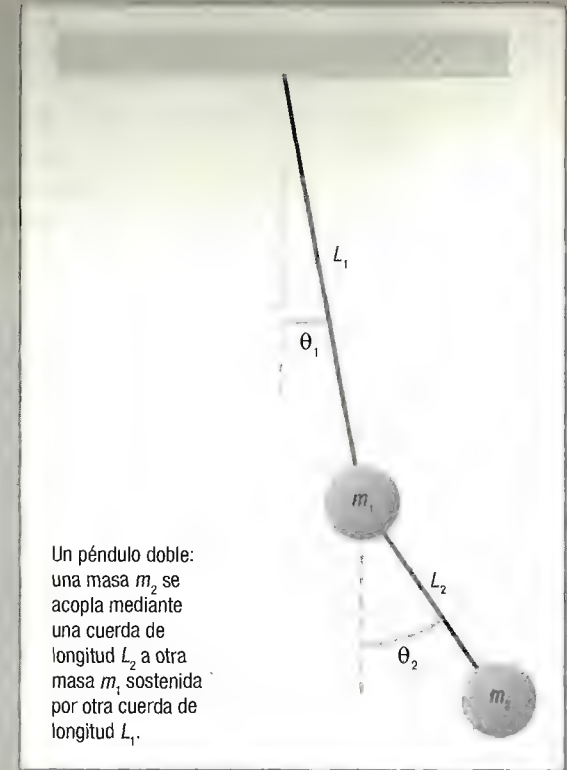 L₁
θ₁
m₁
L₂
θ₂
m₂
Un péndulo doble:
una masa m₂ se
acopla mediante
una cuerda de
longitud L₂ a otra
masa m₁ sostenida
por otra cuerda de
longitud L₁.